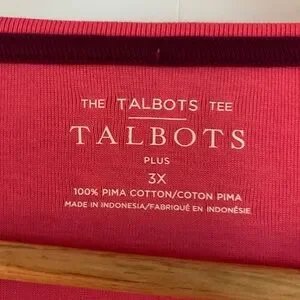 THE TALBOTS TEE
TALBOTS
PLUS
3X
100% PIMA COTTON/COTON PIMA
MADE IN INDONESIA/FABRIQUÉ EN INDONÉSIE